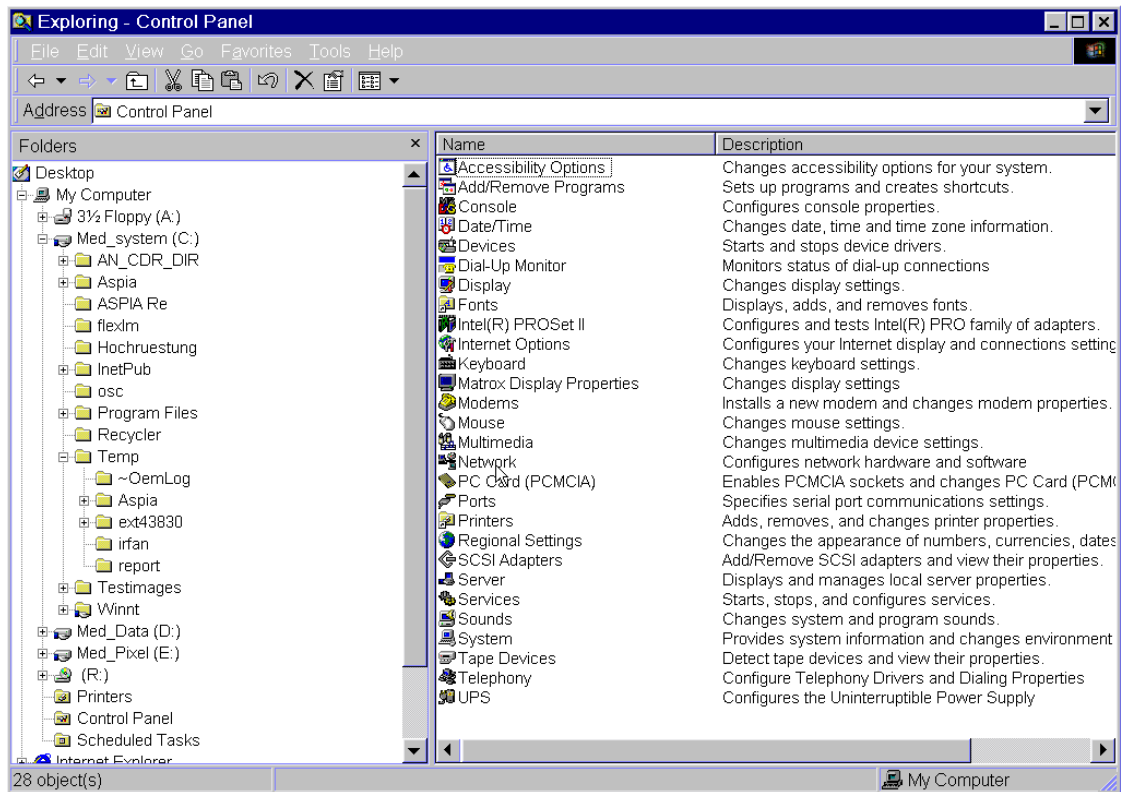 Exploring - Control Panel
File Edit View Go Favorites Tools Help
Address Control Panel
Folders
Desktop
My Computer
3½ Floppy (A:)
Med_system (C:)
AN_CDR_DIR
Aspia
ASPIA Re
flexlm
Hochruestung
InetPub
osc
Program Files
Recycler
Temp
~OemLog
Aspia
ext43830
irfan
report
Testimages
Winnt
Med_Data (D:)
Med_Pixel (E:)
(R:)
Printers
Control Panel
Scheduled Tasks
Internet Explorer
Name Description
Accessibility Options Changes accessibility options for your system.
Add/Remove Programs Sets up programs and creates shortcuts.
Console Configures console properties.
Date/Time Changes date, time and time zone information.
Devices Starts and stops device drivers.
Dial-Up Monitor Monitors status of dial-up connections
Display Changes display settings.
Fonts Displays, adds, and removes fonts.
Intel(R) PROSet II Configures and tests Intel(R) PRO family of adapters.
Internet Options Configures your Internet display and connections setting
Keyboard Changes keyboard settings.
Matrox Display Properties Changes display settings
Modems Installs a new modem and changes modem properties.
Mouse Changes mouse settings.
Multimedia Changes multimedia device settings.
Network Configures network hardware and software
PC Card (PCMCIA) Enables PCMCIA sockets and changes PC Card (PCM
Ports Specifies serial port communications settings.
Printers Adds, removes, and changes printer properties.
Regional Settings Changes the appearance of numbers, currencies, dates
SCSI Adapters Add/Remove SCSI adapters and view their properties.
Server Displays and manages local server properties.
Services Starts, stops, and configures services.
Sounds Changes system and program sounds.
System Provides system information and changes environment
Tape Devices Detect tape devices and view their properties.
Telephony Configure Telephony Drivers and Dialing Properties
UPS Configures the Uninterruptible Power Supply
28 object(s) My Computer